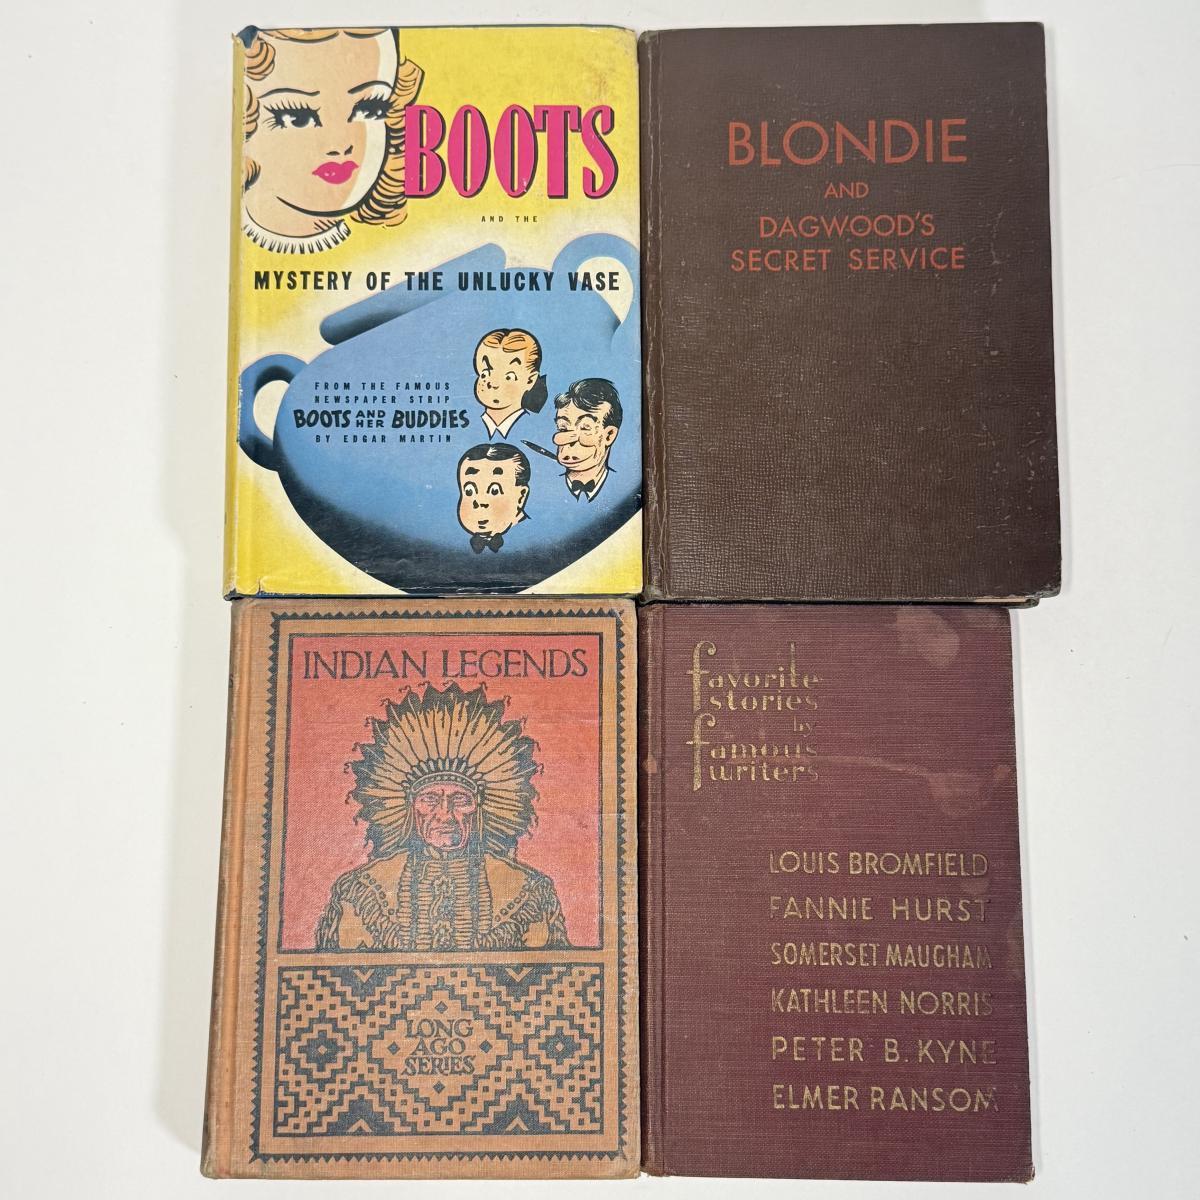 BOOTS
AND THE
MYSTERY OF THE UNLUCKY VASE
FROM THE FAMOUS
NEWSPAPER STRIP
BOOTS AND HER BUDDIES
BY EDGAR MARTIN
BLONDIE
AND
DAGWOOD'S
SECRET SERVICE
INDIAN LEGENDS
LONG
AGO
SERIES
favorite
stories
by
famous
writers
LOUIS BROMFIELD
FANNIE HURST
SOMERSET MAUGHAM
KATHLEEN NORRIS
PETER B. KYNE
ELMER RANSOM